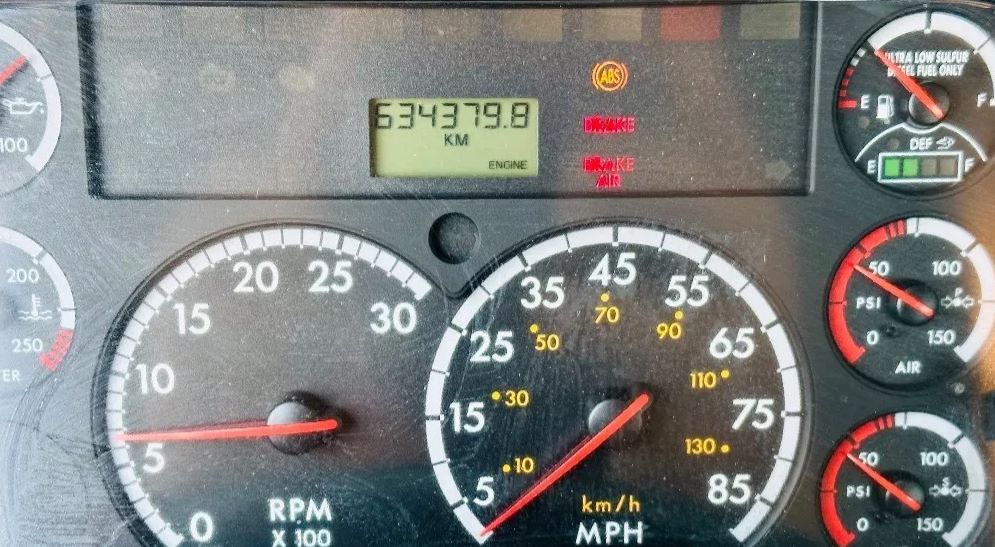 ULTRA LOW SULFUR
DIESEL FUEL ONLY
E F
DEF
E F
ABS
634379.8
KM
ENGINE
BRAKE
BRAKE
AIR
100
200
250
0 5 10 15 20 25 30
RPM
X 100
5 15 25 35 45 55 65 75 85
10 30 50 70 90 110 130
km/h
MPH
50 100
PSI P
0 150
AIR
50 100
PSI S
0 150